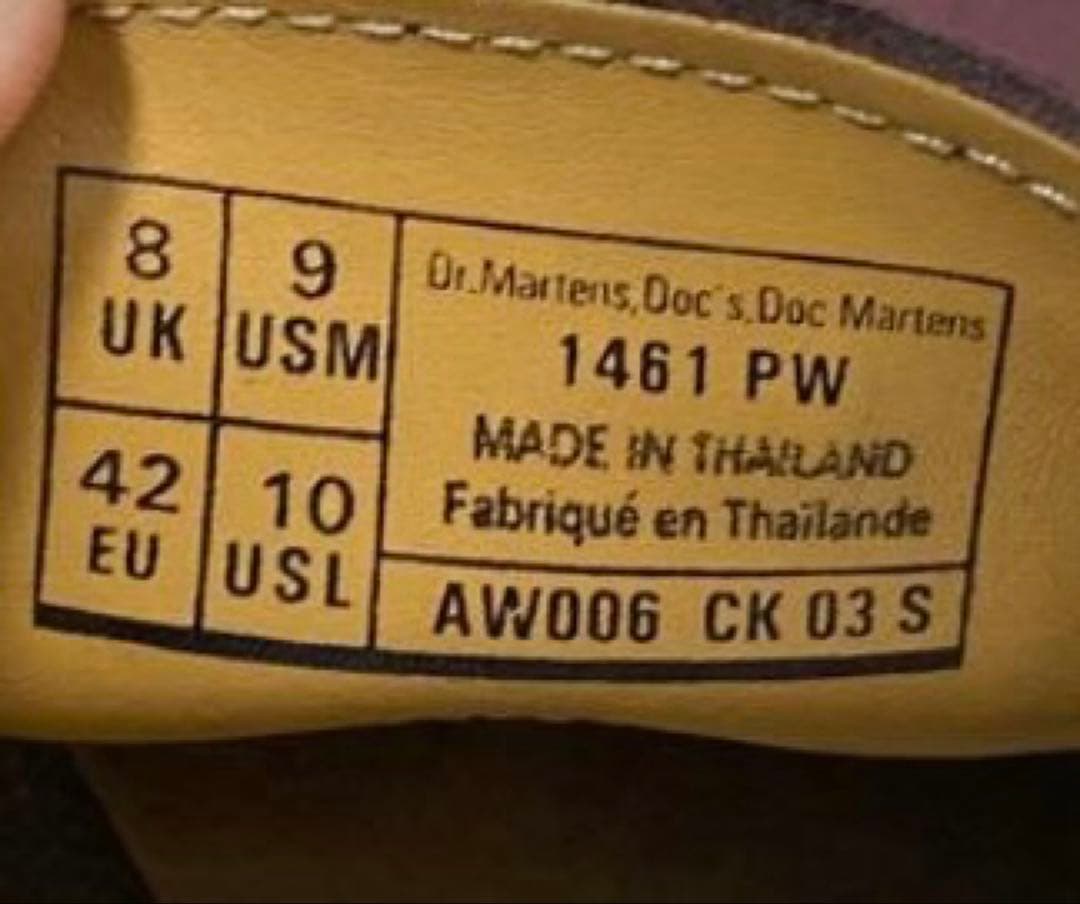 8
UK
9
USM
42
EU
10
USL
Dr.Martens,Doc's.Doc Martens
1461 PW
MADE IN THAILAND
Fabriqué en Thaïlande
AW006 CK 03 S